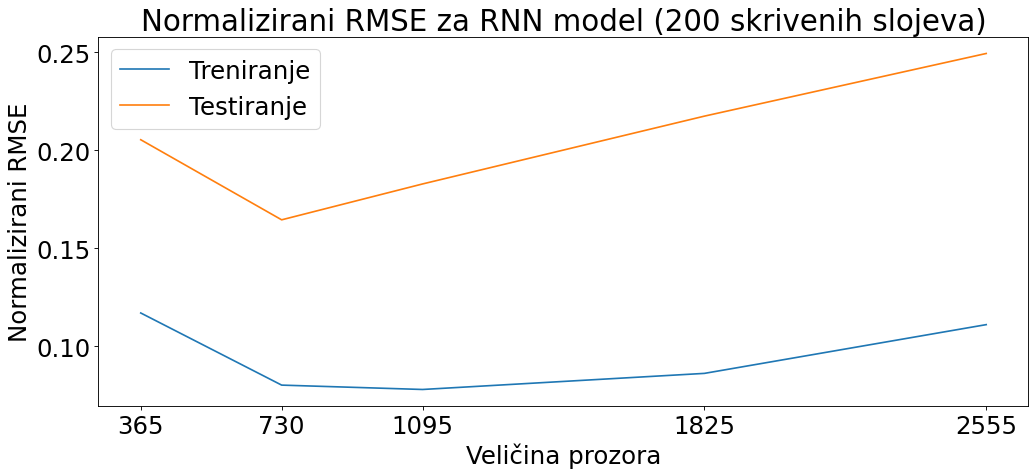 Normalizirani RMSE za RNN model (200 skrivenih slojeva)
Treniranje
Testiranje
Normalizirani RMSE
0.25
0.20
0.15
0.10
365 730 1095 1825 2555
Veličina prozora